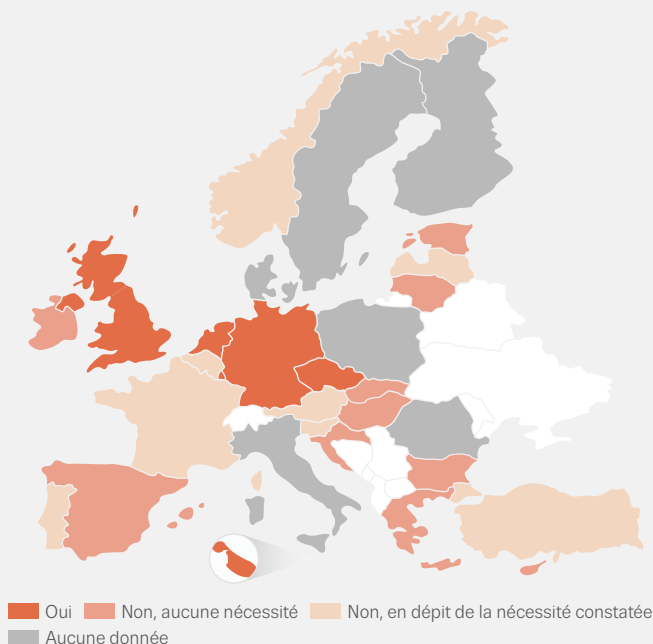 Oui Non, aucune nécessité Non, en dépit de la nécessité constatée
Aucune donnée